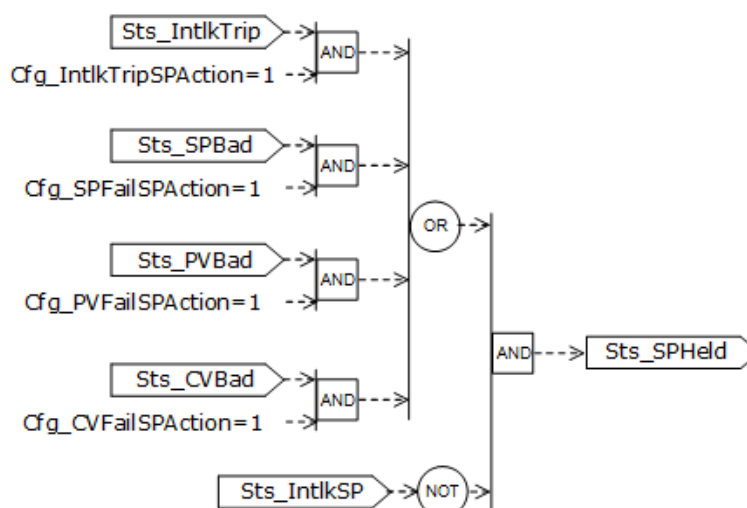 Sts_IntlkTrip
AND
Cfg_IntlkTripSPAction=1
Sts_SPBad
AND
Cfg_SPFailSPAction=1
OR
Sts_PVBad
AND
Cfg_PVFailSPAction=1
AND
Sts_SPHeld
Sts_CVBad
AND
Cfg_CVFailSPAction=1
Sts_IntlkSP
NOT